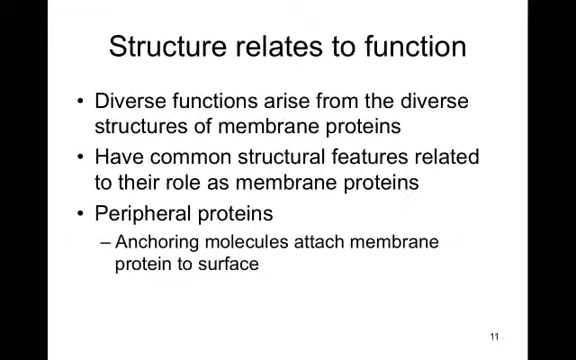 Structure relates to function
• Diverse functions arise from the diverse
structures of membrane proteins
• Have common structural features related
to their role as membrane proteins
• Peripheral proteins
– Anchoring molecules attach membrane
protein to surface
11